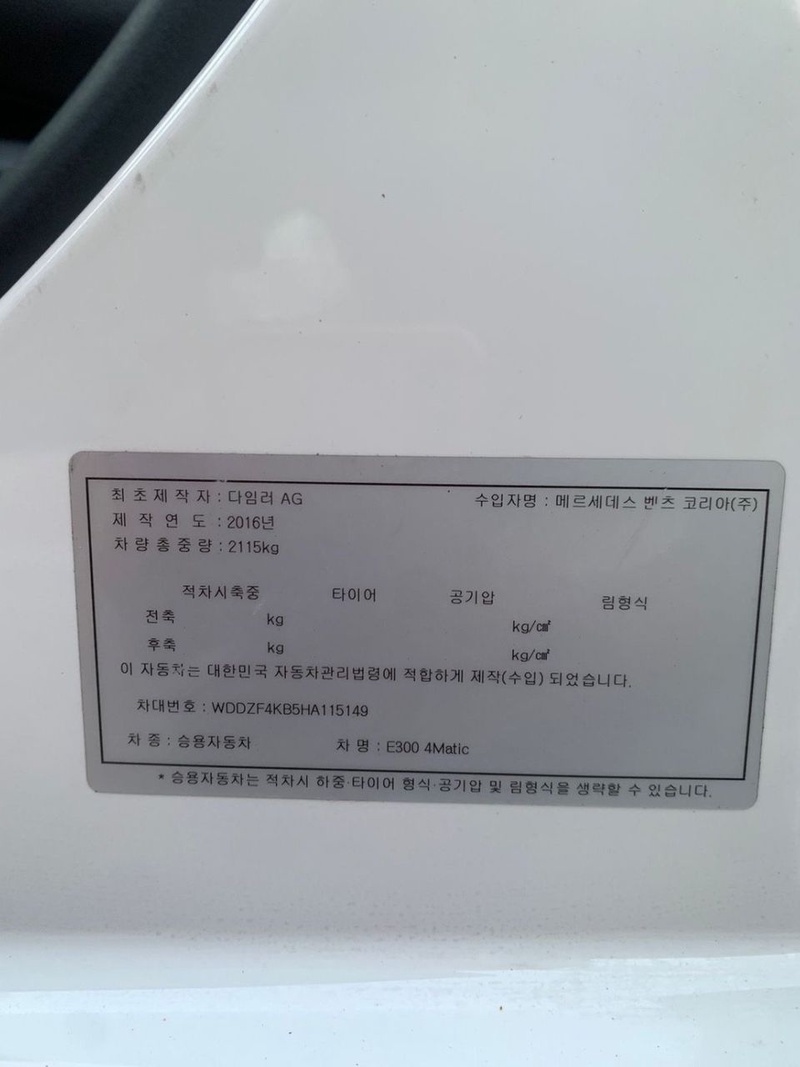 최초제작자 : 다임러 AG 수입자명 : 메르세데스 벤츠 코리아(주)
제 작 연 도 : 2016년
차 량 총 중 량 : 2115kg
적차시축중 타이어 공기압 림형식
전축 kg kg/㎠
후축 kg kg/㎠
이 자동차는 대한민국 자동차관리법령에 적합하게 제작(수입) 되었습니다.
차대번호 : WDDZF4KB5HA115149
차 종 : 승용자동차 차 명 : E300 4Matic
* 승용자동차는 적차시 하중·타이어 형식·공기압 및 림형식을 생략할 수 있습니다.